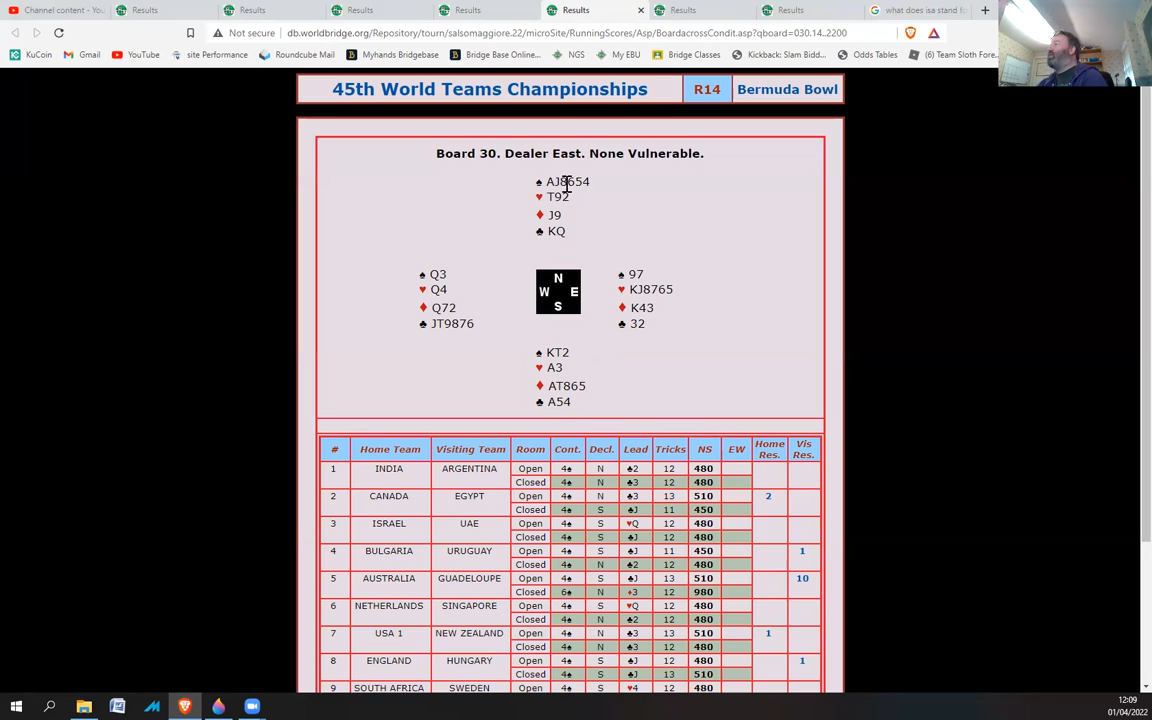 Channel content - Yo
Results
Results
Results
Results
Results
Results
Results
what does isa stand fo
Not secure db.worldbridge.org/Repository/tourn/salsomaggiore.22/microSite/RunningScores/Asp/BoardacrossCondit.asp?qboard=030.14..2200
KuCoin Gmail YouTube Spin Technic Roundcube Mail Myhands Bridgebase Bridge Base Online... NGS My EBU Bridge Classes Shortcuts Kickback: Slam Bidd... Odds Tables (7) Team Sloth Fore...
45th World Teams Championships R14 Bermuda Bowl
Board 30. Dealer East. None Vulnerable.
♠ AJ8654
♥ T92
♦ J9
♣ KQ
♠ Q3 ♠ 97
♥ Q4 ♥ KJ8765
♦ Q72 ♦ K43
♣ JT9876 ♣ 32
N
W E
S
♠ KT2
♥ A3
♦ AT865
♣ A54
# Home Team Visiting Team Room Cont. Decl. Lead Tricks NS EW Home Res. Vis Res.
1 INDIA ARGENTINA Open 4♠ N ♣2 12 480
Closed 4♠ N ♣3 12 480
2 CANADA EGYPT Open 4♠ N ♣3 13 510 2
Closed 4♠ S ♣J 11 450
3 ISRAEL UAE Open 4♠ S ♥Q 12 480
Closed 4♠ S ♣J 12 480
4 BULGARIA URUGUAY Open 4♠ S ♣J 11 450 1
Closed 4♠ N ♣2 12 480
5 AUSTRALIA GUADELOUPE Open 4♠ S ♣J 13 510 10
Closed 6♠ N ♦3 12 980
6 NETHERLANDS SINGAPORE Open 4♠ S ♥Q 12 480
Closed 4♠ N ♣2 12 480
7 USA 1 NEW ZEALAND Open 4♠ N ♣3 13 510 1
Closed 4♠ N ♣3 12 480
8 ENGLAND HUNGARY Open 4♠ S ♣J 12 480 1
Closed 4♠ S ♣J 13 510
9 SOUTH AFRICA SWEDEN Open 4♠ S ♥4 12 480
12:09
01/04/2022